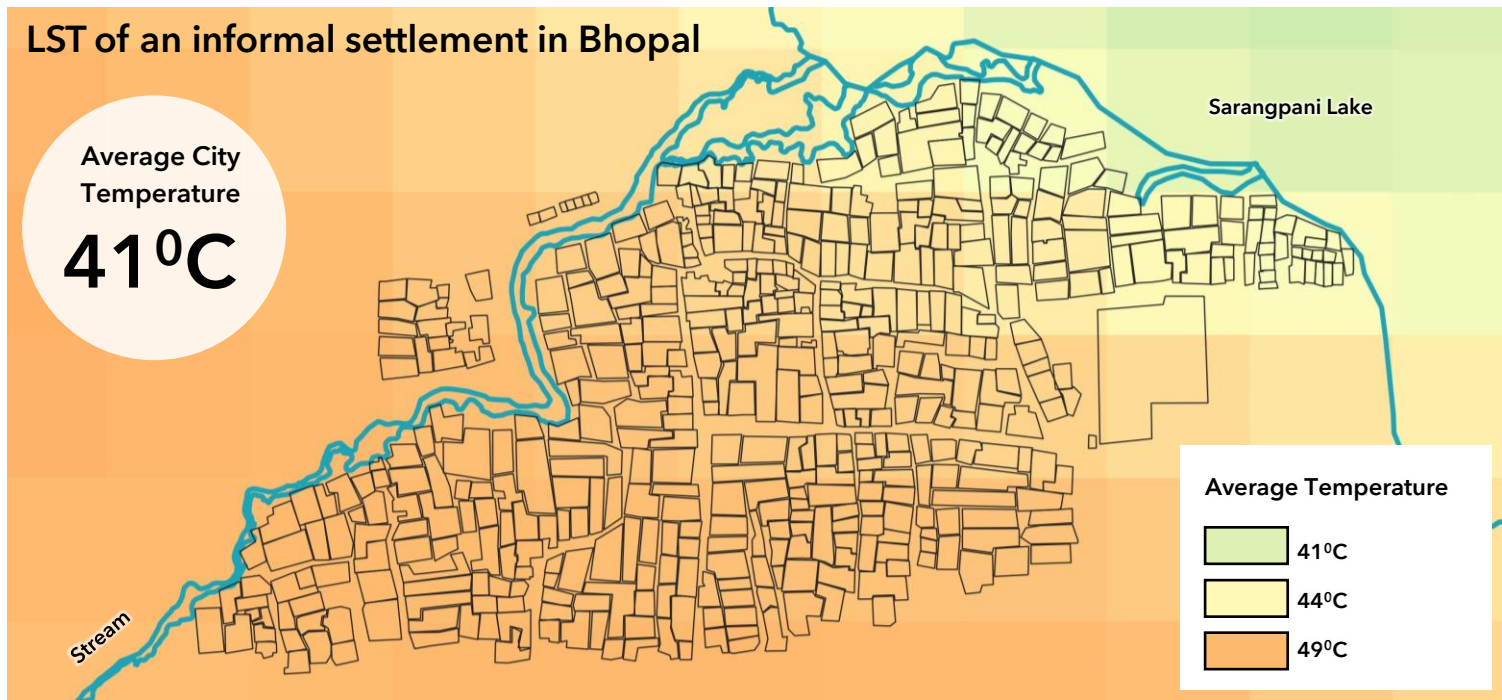 LST of an informal settlement in Bhopal
Average City
Temperature
41⁰C
Sarangpani Lake
Stream
Average Temperature
41⁰C
44⁰C
49⁰C